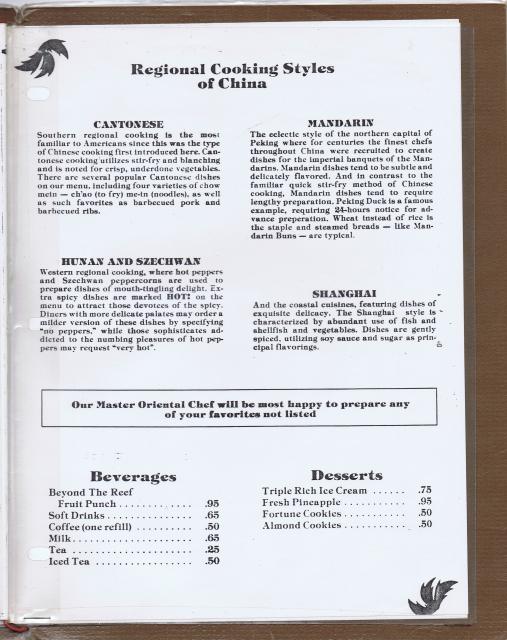 Regional Cooking Styles
of China
CANTONESE
Southern regional cooking is the most
familiar to Americans since this was the type
of Chinese cooking first introduced here. Can-
tonese cooking utilizes stir-fry and blanching
and is noted for crisp, underdone vegetables.
There are several popular Cantonese dishes
on our menu, including four varieties of chow
mein — ch'ao (to fry) me-in (noodles), as well
as such favorites as barbecued pork and
barbecued ribs.
HUNAN AND SZECHWAN
Western regional cooking, where hot peppers
and Szechwan peppercorns are used to
prepare dishes of mouth-tingling delight. Ex-
tra spicy dishes are marked HOT! on the
menu to attract those devotees of the spicy.
Diners with more delicate palates may order a
milder version of these dishes by specifying
"no peppers," while those sophisticates ad-
dicted to the numbing pleasures of hot pep-
pers may request "very hot".
MANDARIN
The eclectic style of the northern capital of
Peking where for centuries the finest chefs
throughout China were recruited to create
dishes for the imperial banquets of the Man-
darins. Mandarin dishes tend to be subtle and
delicately flavored. And in contrast to the
familiar quick stir-fry method of Chinese
cooking, Mandarin dishes tend to require
lengthy preparation. Peking Duck is a famous
example, requiring 24-hours notice for ad-
vance preperation. Wheat instead of rice is
the staple and steamed breads — like Man-
darin Buns — are typical.
SHANGHAI
And the coastal cuisines, featuring dishes of
exquisite delicacy. The Shanghai style is
characterized by abundant use of fish and
shellfish and vegetables. Dishes are gently
spiced, utilizing soy sauce and sugar as prin-
cipal flavorings.
Our Master Oriental Chef will be most happy to prepare any
of your favorites not listed
Beverages
Beyond The Reef
Fruit Punch . . . . . . . . . . . .95
Soft Drinks . . . . . . . . . . . . . .65
Coffee (one refill) . . . . . . . . . .50
Milk . . . . . . . . . . . . . . . . . .65
Tea . . . . . . . . . . . . . . . . . .25
Iced Tea . . . . . . . . . . . . . . .50
Desserts
Triple Rich Ice Cream . . . . . . .75
Fresh Pineapple . . . . . . . . . .95
Fortune Cookies . . . . . . . . . .50
Almond Cookies . . . . . . . . . .50